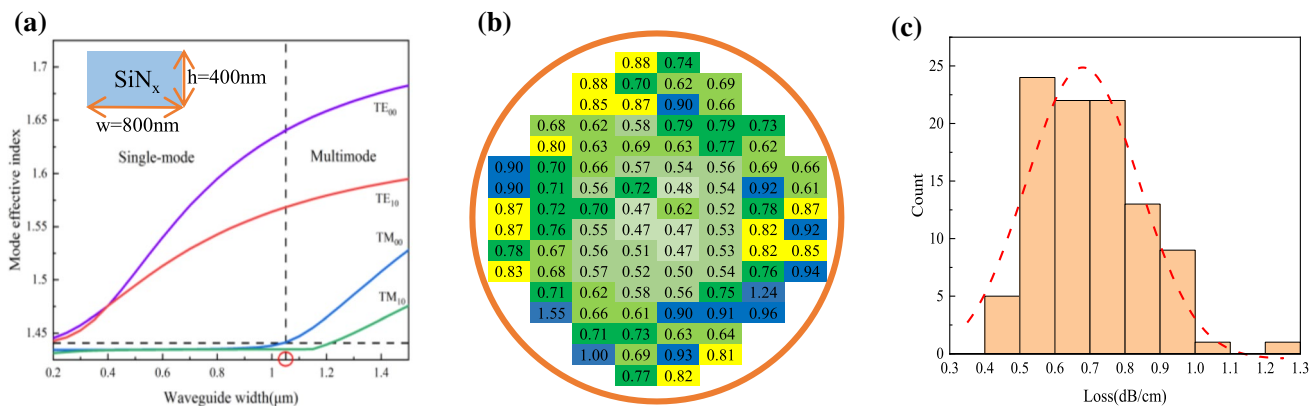 (a)
1.7
1.65
1.6
1.55
1.5
1.45
Mode effective index
SiNx
h=400nm
w=800nm
Single-mode
Multimode
TE00
TE10
TM00
TM10
0.2 0.4 0.6 0.8 1 1.2 1.4
Waveguide width(μm)
(b)
0.88 0.74
0.88 0.70 0.62 0.69
0.85 0.87 0.90 0.66
0.68 0.62 0.58 0.79 0.79 0.73
0.80 0.63 0.69 0.63 0.77 0.62
0.90 0.70 0.66 0.57 0.54 0.56 0.69 0.66
0.90 0.71 0.56 0.72 0.48 0.54 0.92 0.61
0.87 0.72 0.70 0.47 0.62 0.52 0.78 0.87
0.87 0.76 0.55 0.47 0.47 0.53 0.82 0.92
0.78 0.67 0.56 0.51 0.47 0.53 0.82 0.85
0.83 0.68 0.57 0.52 0.50 0.54 0.76 0.94
0.71 0.62 0.58 0.56 0.75 1.24
1.55 0.66 0.61 0.90 0.91 0.96
0.71 0.73 0.63 0.64
1.00 0.69 0.93 0.81
0.77 0.82
(c)
25
20
15
10
5
0
Count
0.3 0.4 0.5 0.6 0.7 0.8 0.9 1.0 1.1 1.2 1.3
Loss(dB/cm)